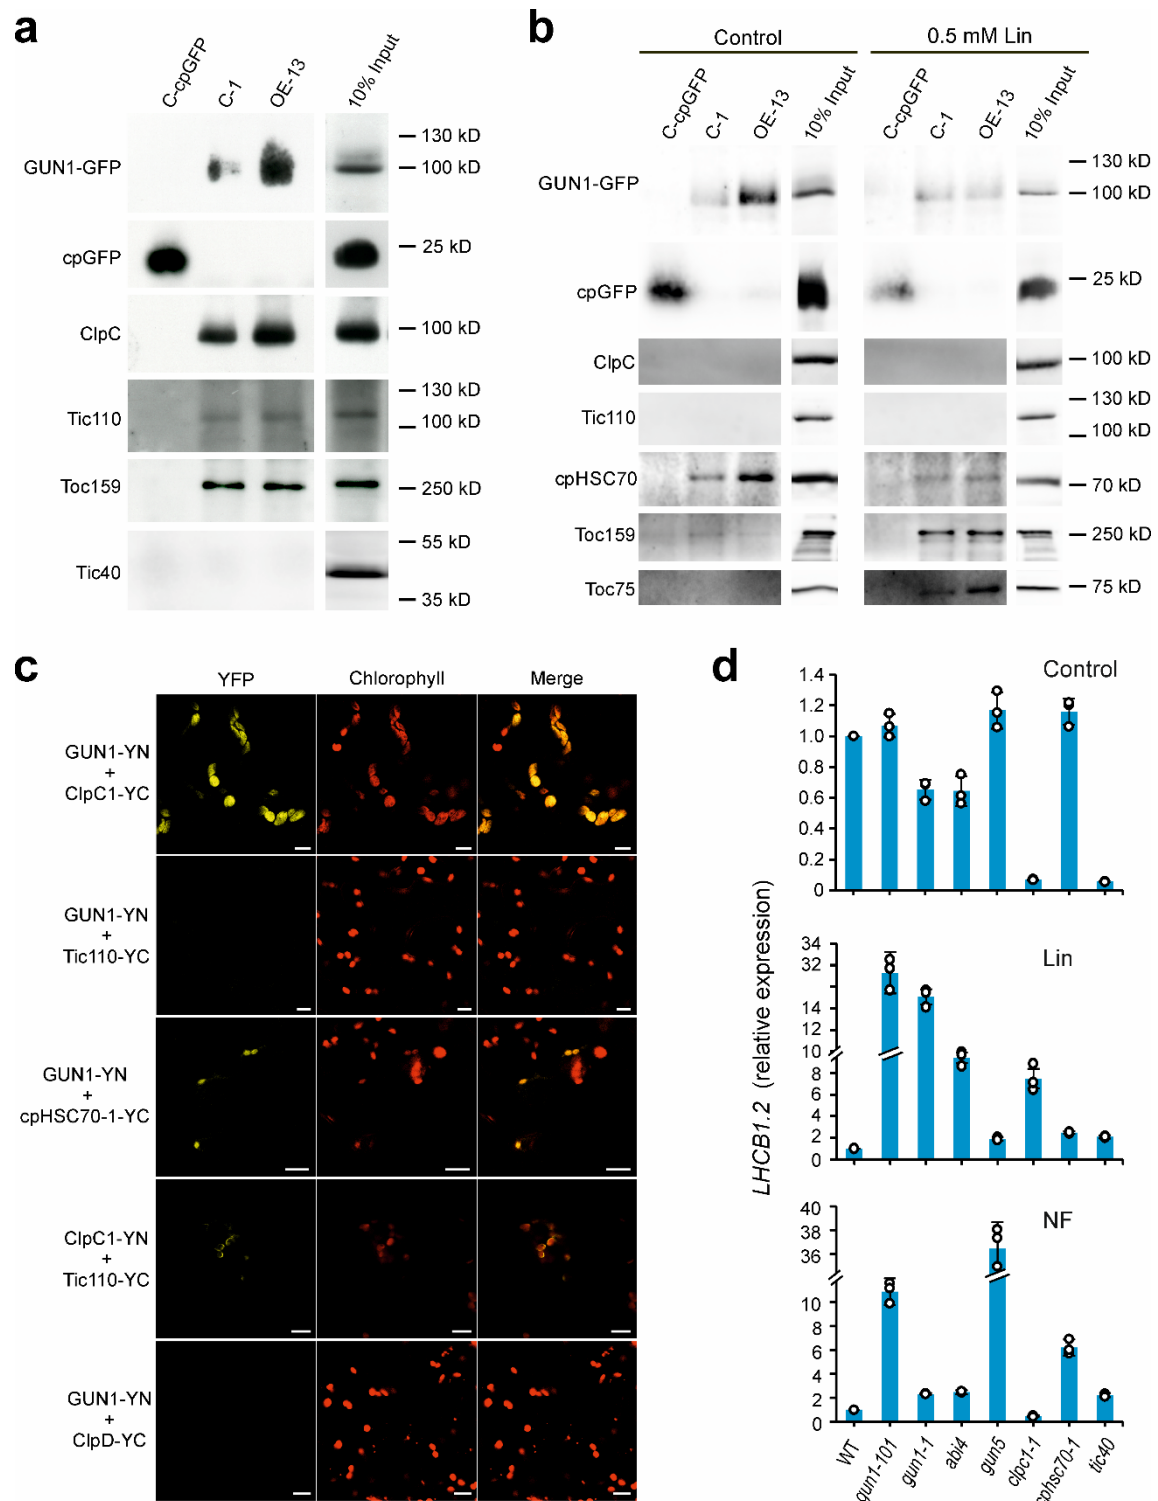 a
C-cpGFP
C-1
OE-13
10% Input
GUN1-GFP
130 kD
100 kD
cpGFP
25 kD
ClpC
100 kD
Tic110
130 kD
100 kD
Toc159
250 kD
Tic40
55 kD
35 kD
b
Control
0.5 mM Lin
C-cpGFP
C-1
OE-13
10% Input
C-cpGFP
C-1
OE-13
10% Input
GUN1-GFP
130 kD
100 kD
cpGFP
25 kD
ClpC
100 kD
Tic110
130 kD
100 kD
cpHSC70
70 kD
Toc159
250 kD
Toc75
75 kD
c
YFP
Chlorophyll
Merge
GUN1-YN
+
ClpC1-YC
GUN1-YN
+
Tic110-YC
GUN1-YN
+
cpHSC70-1-YC
ClpC1-YN
+
Tic110-YC
GUN1-YN
+
ClpD-YC
d
LHCB1.2 (relative expression)
Control
1.4
1.2
1.0
0.8
0.6
0.4
0.2
0
Lin
34
32
14
12
10
8
6
4
2
0
NF
40
38
36
10
8
6
4
2
0
WT
gun1-101
gun1-1
abi4
gun5
clpc1-1
cphsc70-1
tic40